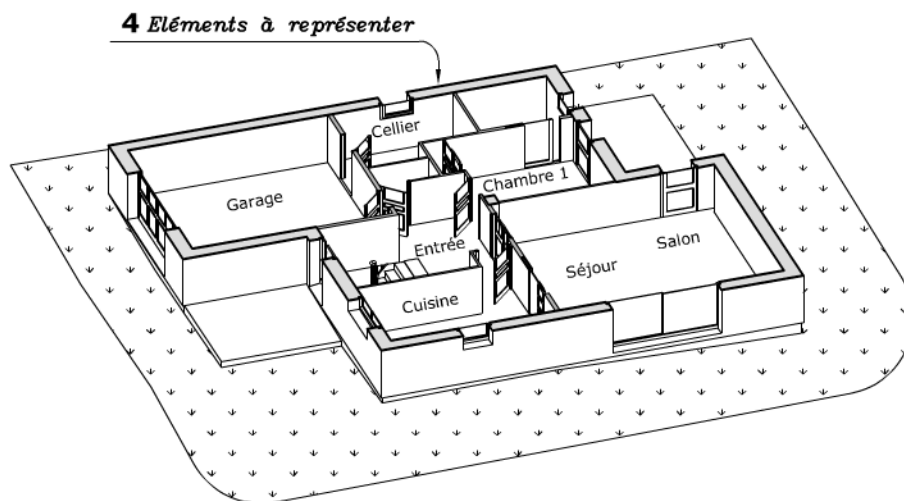 4 Eléments à représenter
Cellier
Garage
Chambre 1
Entrée
Salon
Séjour
Cuisine